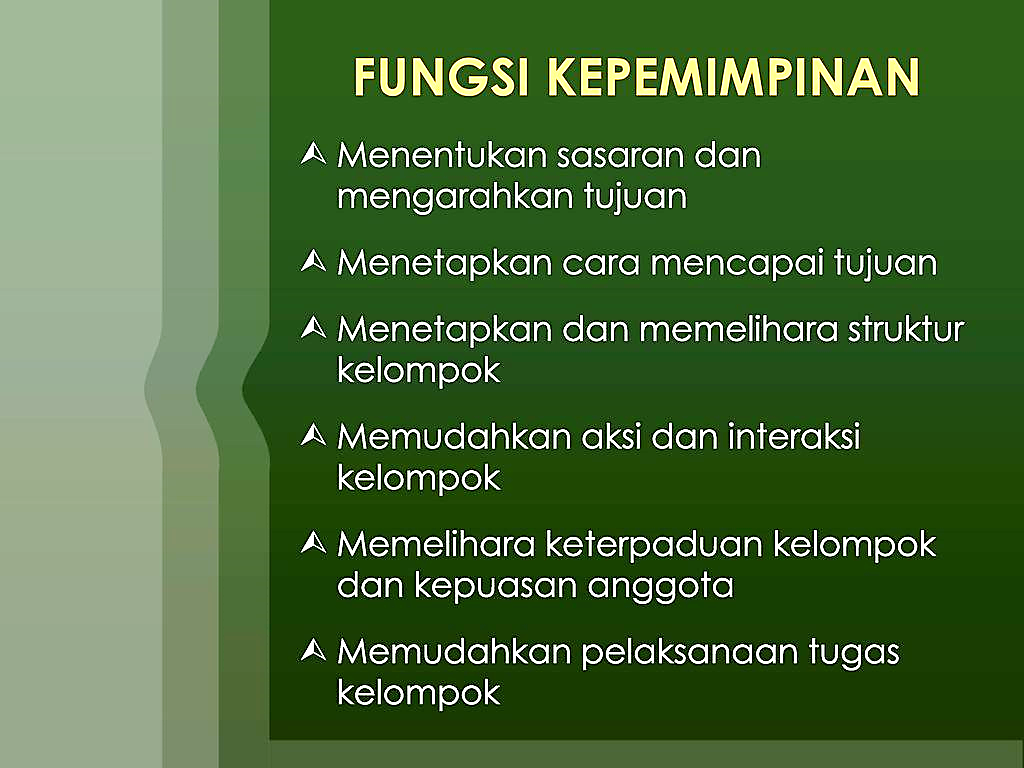 FUNGSI KEPEMIMPINAN
Menentukan sasaran dan
mengarahkan tujuan
Menetapkan cara mencapai tujuan
Menetapkan dan memelihara struktur
kelompok
Memudahkan aksi dan interaksi
kelompok
Memelihara keterpaduan kelompok
dan kepuasan anggota
Memudahkan pelaksanaan tugas
kelompok